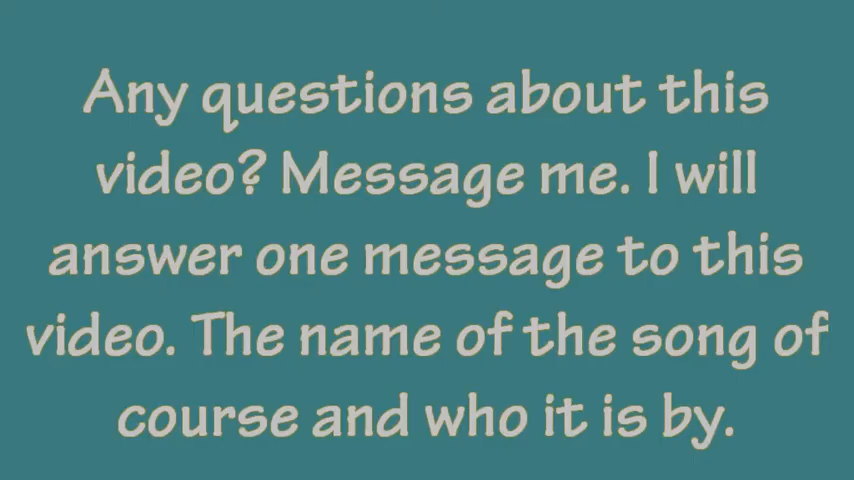 Any questions about this
video? Message me. I will
answer one message to this
video. The name of the song of
course and who it is by.